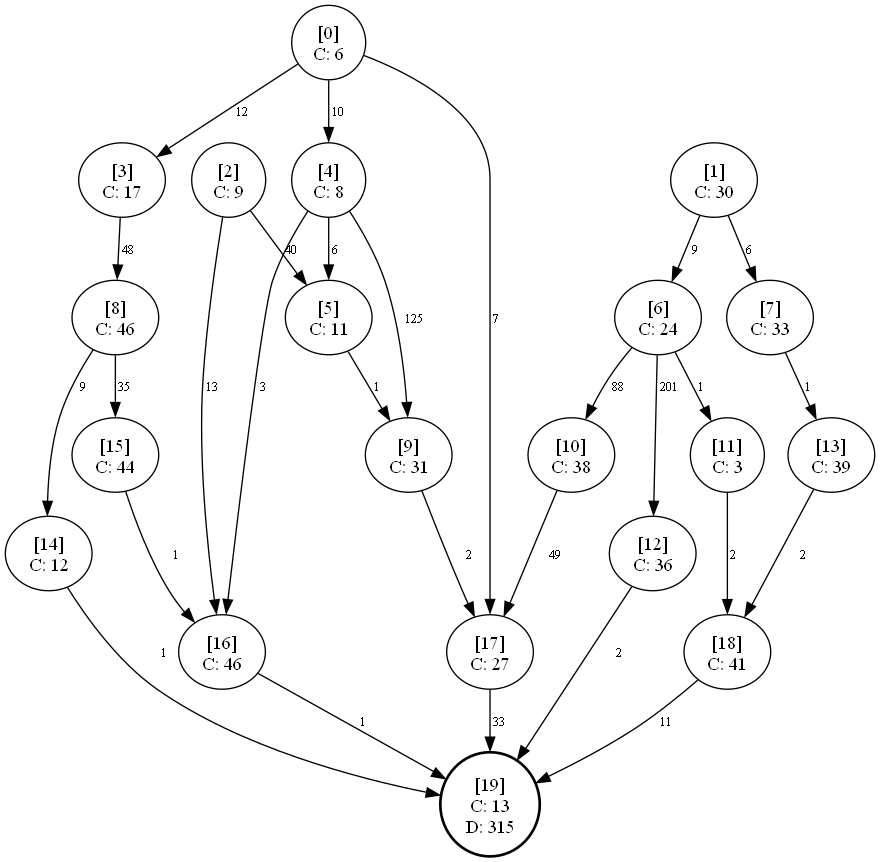 [0]
C: 6
12
10
[3]
C: 17
[2]
C: 9
[4]
C: 8
[1]
C: 30
48
40
6
9
6
[8]
C: 46
[5]
C: 11
125
7
[6]
C: 24
[7]
C: 33
9
35
13
3
1
88
201
1
1
[15]
C: 44
[9]
C: 31
[10]
C: 38
[11]
C: 3
[13]
C: 39
[14]
C: 12
1
2
49
[12]
C: 36
2
2
1
[16]
C: 46
[17]
C: 27
2
[18]
C: 41
1
33
11
[19]
C: 13
D: 315